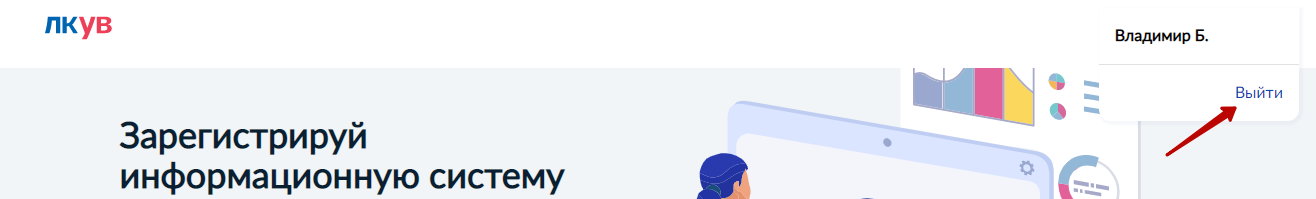 ЛКУВ
Владимир Б.
Выйти
Зарегистрируй
информационную систему